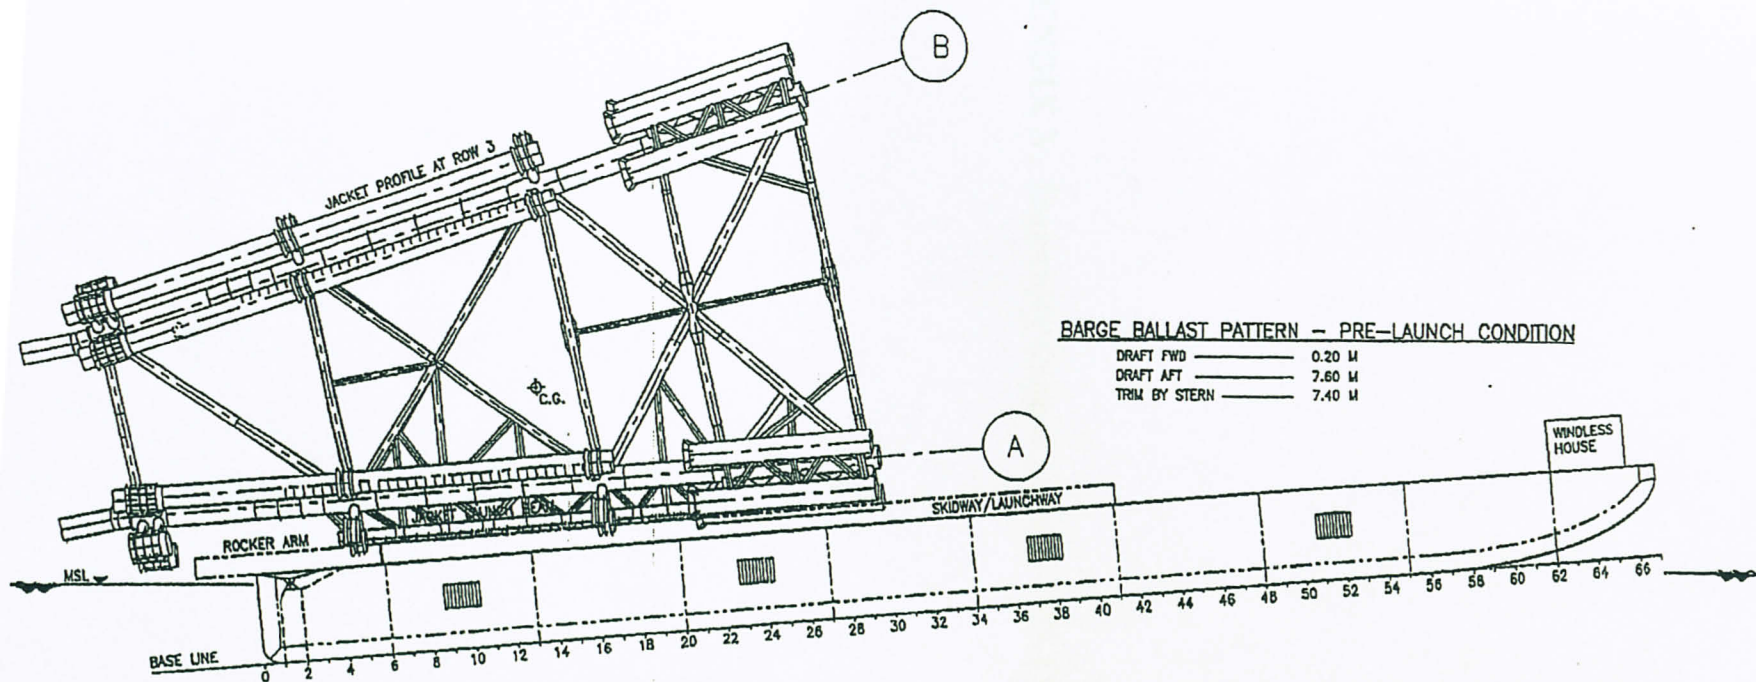 B
JACKET PROFILE AT ROW 3
C.G.
BARGE BALLAST PATTERN - PRE-LAUNCH CONDITION
DRAFT FWD 0.20 M
DRAFT AFT 7.60 M
TRIM BY STERN 7.40 M
A
WINDLESS
HOUSE
JACKET LAUNCH BEAM
SKIDWAY/LAUNCHWAY
ROCKER ARM
MSL
BASE LINE
0 2 4 6 8 10 12 14 16 18 20 22 24 26 28 30 32 34 36 38 40 42 44 46 48 50 52 54 56 58 60 62 64 66